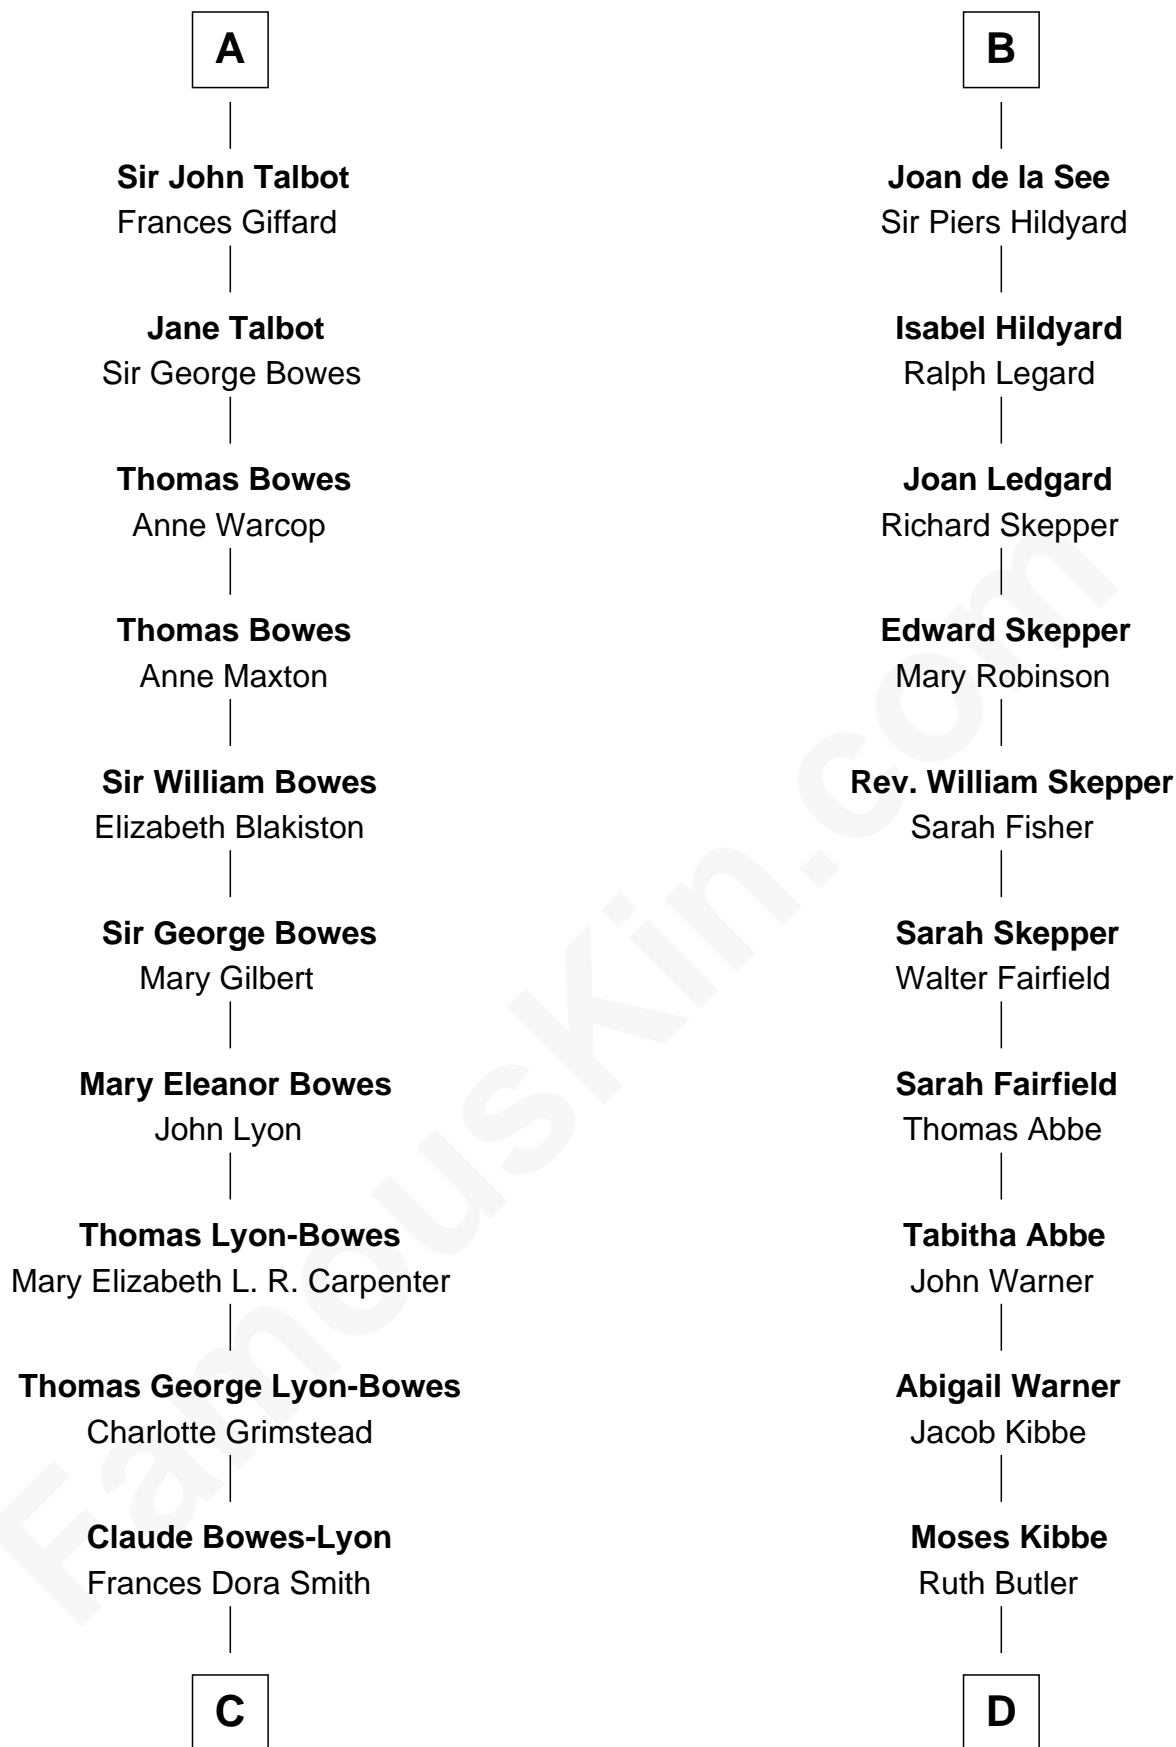 A
Sir John Talbot
Frances Giffard
Jane Talbot
Sir George Bowes
Thomas Bowes
Anne Warcop
Thomas Bowes
Anne Maxton
Sir William Bowes
Elizabeth Blakiston
Sir George Bowes
Mary Gilbert
Mary Eleanor Bowes
John Lyon
Thomas Lyon-Bowes
Mary Elizabeth L. R. Carpenter
Thomas George Lyon-Bowes
Charlotte Grimstead
Claude Bowes-Lyon
Frances Dora Smith
C
B
Joan de la See
Sir Piers Hildyard
Isabel Hildyard
Ralph Legard
Joan Ledgard
Richard Skepper
Edward Skepper
Mary Robinson
Rev. William Skepper
Sarah Fisher
Sarah Skepper
Walter Fairfield
Sarah Fairfield
Thomas Abbe
Tabitha Abbe
John Warner
Abigail Warner
Jacob Kibbe
Moses Kibbe
Ruth Butler
D
FamousKin.com